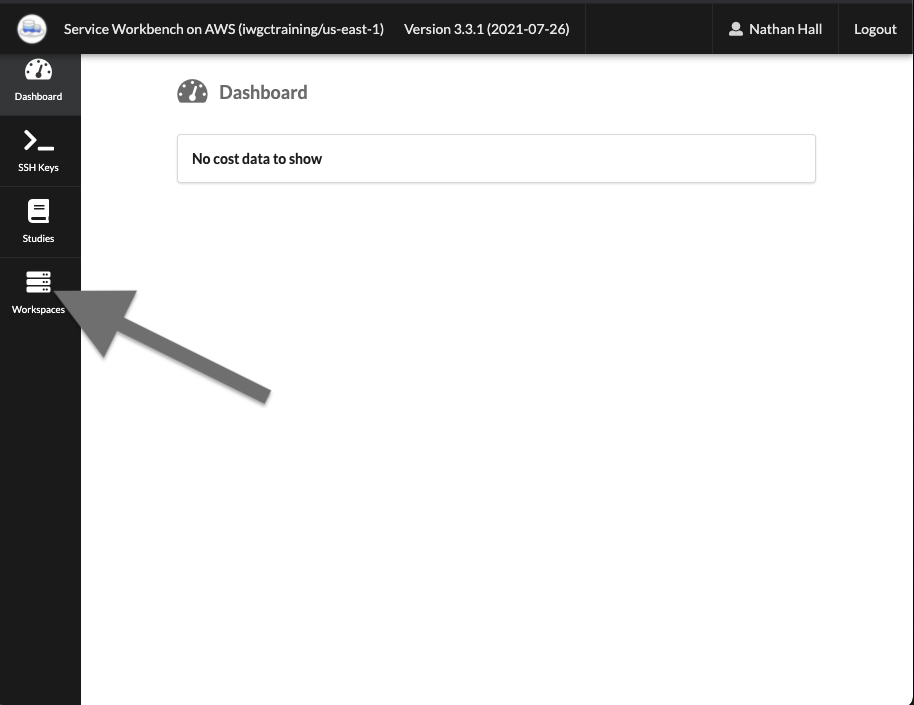 Service Workbench on AWS (iwgctraining/us-east-1) Version 3.3.1 (2021-07-26) Nathan Hall Logout
Dashboard
SSH Keys
Studies
Workspaces
Dashboard
No cost data to show